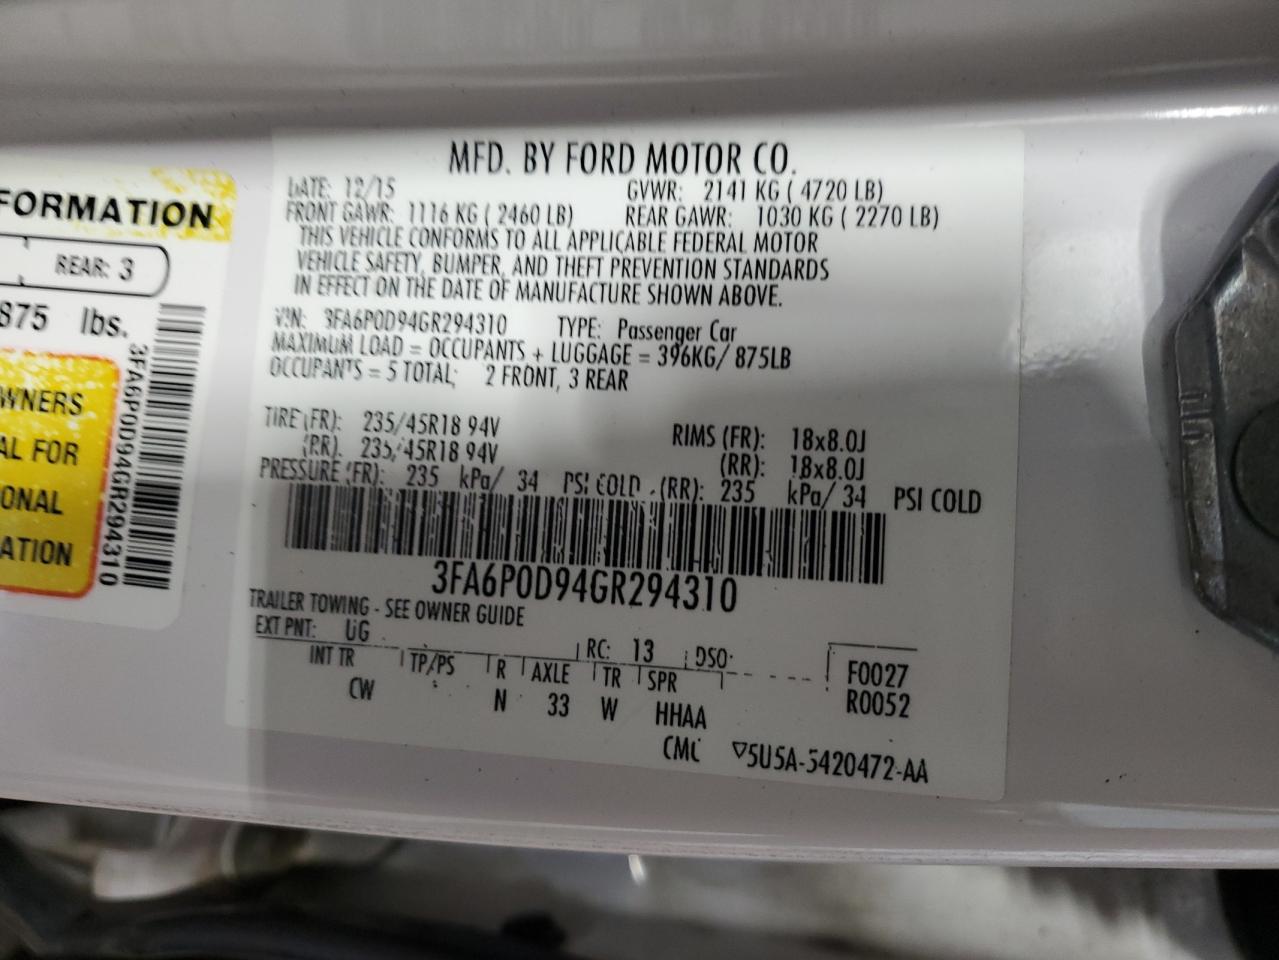 FORMATION
REAR: 3
875 lbs.
WNERS
AL FOR
ONAL
ATION
3FA6P0D94GR294310
MFD. BY FORD MOTOR CO.
DATE: 12/15 GVWR: 2141 KG ( 4720 LB)
FRONT GAWR: 1116 KG ( 2460 LB) REAR GAWR: 1030 KG ( 2270 LB)
THIS VEHICLE CONFORMS TO ALL APPLICABLE FEDERAL MOTOR
VEHICLE SAFETY, BUMPER, AND THEFT PREVENTION STANDARDS
IN EFFECT ON THE DATE OF MANUFACTURE SHOWN ABOVE.
VIN: 3FA6P0D94GR294310 TYPE: Passenger Car
MAXIMUM LOAD = OCCUPANTS + LUGGAGE = 396KG/ 875LB
OCCUPANTS = 5 TOTAL; 2 FRONT, 3 REAR
TIRE (FR): 235/45R18 94V RIMS (FR): 18x8.0J
(RR): 235/45R18 94V (RR): 18x8.0J
PRESSURE (FR): 235 kPa/ 34 PSI COLD (RR): 235 kPa/ 34 PSI COLD
3FA6P0D94GR294310
TRAILER TOWING - SEE OWNER GUIDE
EXT PNT: UG RC: 13 DSO:
INT TR TP/PS R AXLE TR SPR F0027
CW N 33 W HHAA R0052
CMC ▽5U5A-5420472-AA